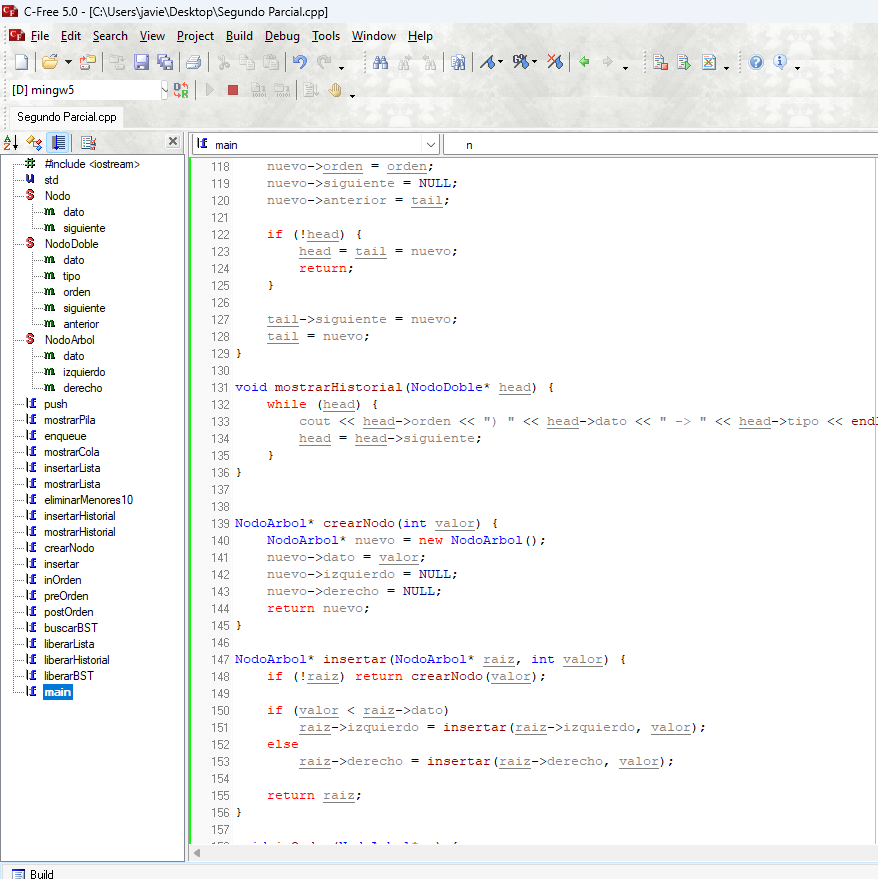 C-Free 5.0 - [C:\Users\javie\Desktop\Segundo Parcial.cpp]
File Edit Search View Project Build Debug Tools Window Help
[D] mingw5
Segundo Parcial.cpp
main
n
#include <iostream>
std
Nodo
dato
siguiente
NodoDoble
dato
tipo
orden
siguiente
anterior
NodoArbol
dato
izquierdo
derecho
push
mostrarPila
enqueue
mostrarCola
insertarLista
mostrarLista
eliminarMenores10
insertarHistorial
mostrarHistorial
crearNodo
insertar
inOrden
preOrden
postOrden
buscarBST
liberarLista
liberarHistorial
liberarBST
main
118 nuevo->orden = orden;
119 nuevo->siguiente = NULL;
120 nuevo->anterior = tail;
121
122 if (!head) {
123 head = tail = nuevo;
124 return;
125 }
126
127 tail->siguiente = nuevo;
128 tail = nuevo;
129 }
130
131 void mostrarHistorial(NodoDoble* head) {
132 while (head) {
133 cout << head->orden << ") " << head->dato << " -> " << head->tipo << endl
134 head = head->siguiente;
135 }
136 }
137
138
139 NodoArbol* crearNodo(int valor) {
140 NodoArbol* nuevo = new NodoArbol();
141 nuevo->dato = valor;
142 nuevo->izquierdo = NULL;
143 nuevo->derecho = NULL;
144 return nuevo;
145 }
146
147 NodoArbol* insertar(NodoArbol* raiz, int valor) {
148 if (!raiz) return crearNodo(valor);
149
150 if (valor < raiz->dato)
151 raiz->izquierdo = insertar(raiz->izquierdo, valor);
152 else
153 raiz->derecho = insertar(raiz->derecho, valor);
154
155 return raiz;
156 }
157
Build